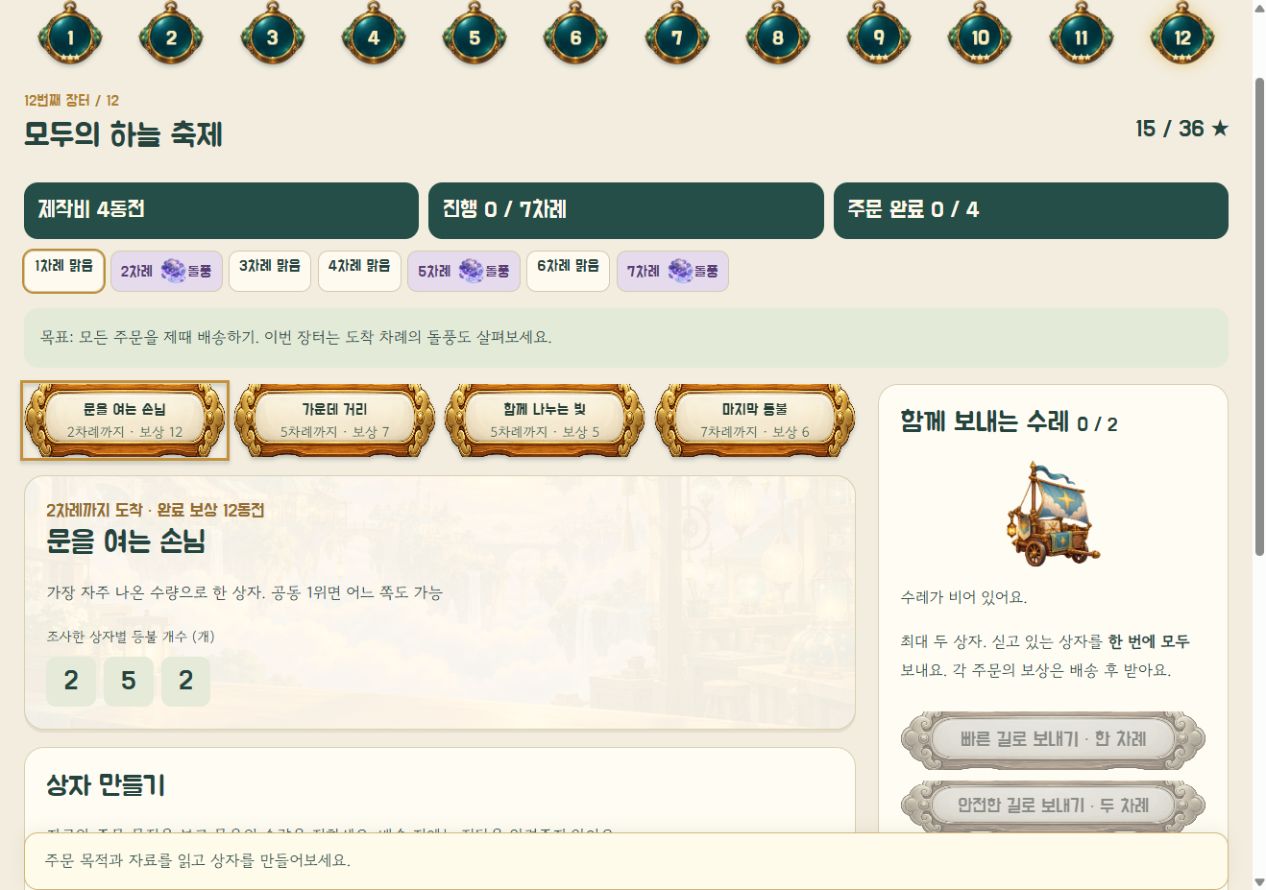 1 2 3 4 5 6 7 8 9 10 11 12
12번째 장터 / 12
모두의 하늘 축제
15 / 36 ★
제작비 4동전
진행 0 / 7차례
주문 완료 0 / 4
1차례 맑음
2차례 돌풍
3차례 맑음
4차례 맑음
5차례 돌풍
6차례 맑음
7차례 돌풍
목표: 모든 주문을 제때 배송하기. 이번 장터는 도착 차례의 돌풍도 살펴보세요.
문을 여는 손님
2차례까지 · 보상 12
가운데 거리
5차례까지 · 보상 7
함께 나누는 빛
5차례까지 · 보상 5
마지막 등불
7차례까지 · 보상 6
2차례까지 도착 · 완료 보상 12동전
문을 여는 손님
가장 자주 나온 수량으로 한 상자. 공동 1위면 어느 쪽도 가능
조사한 상자별 등불 개수 (개)
2 5 2
상자 만들기
함께 보내는 수레 0 / 2
수레가 비어 있어요.
최대 두 상자. 싣고 있는 상자를 한 번에 모두
보내요. 각 주문의 보상은 배송 후 받아요.
빠른 길로 보내기 · 한 차례
안전한 길로 보내기 · 두 차례
주문 목적과 자료를 읽고 상자를 만들어보세요.